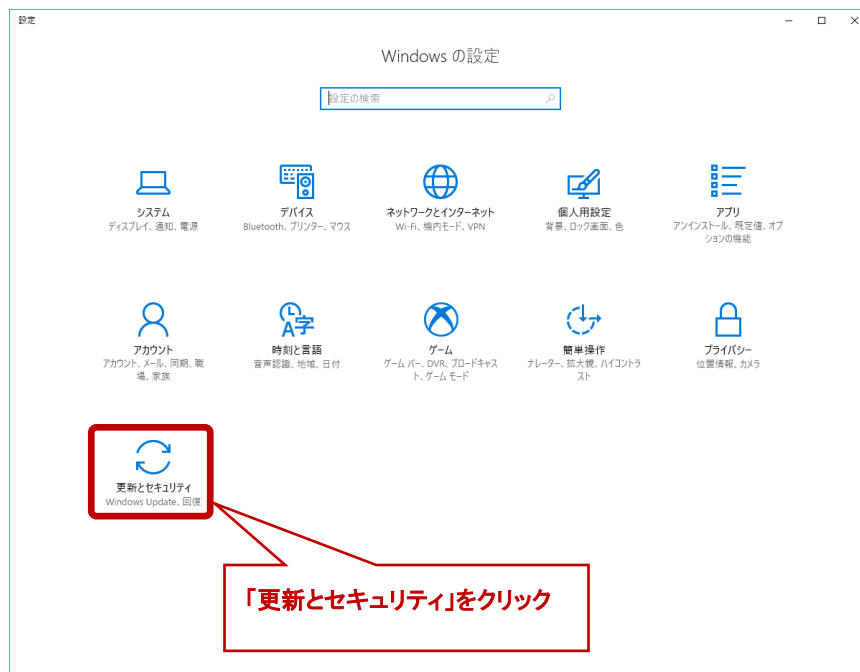 設定
Windows の設定
設定の検索
システム
ディスプレイ、通知、電源
デバイス
Bluetooth、プリンター、マウス
ネットワークとインターネット
Wi-Fi、機内モード、VPN
個人用設定
背景、ロック画面、色
アプリ
アンインストール、既定値、オプ
ションの機能
アカウント
アカウント、メール、同期、職
場、家族
時刻と言語
音声認識、地域、日付
ゲーム
ゲーム バー、DVR、ブロードキャス
ト、ゲーム モード
簡単操作
ナレーター、拡大鏡、ハイコントラ
スト
プライバシー
位置情報、カメラ
更新とセキュリティ
Windows Update、回復
「更新とセキュリティ」をクリック